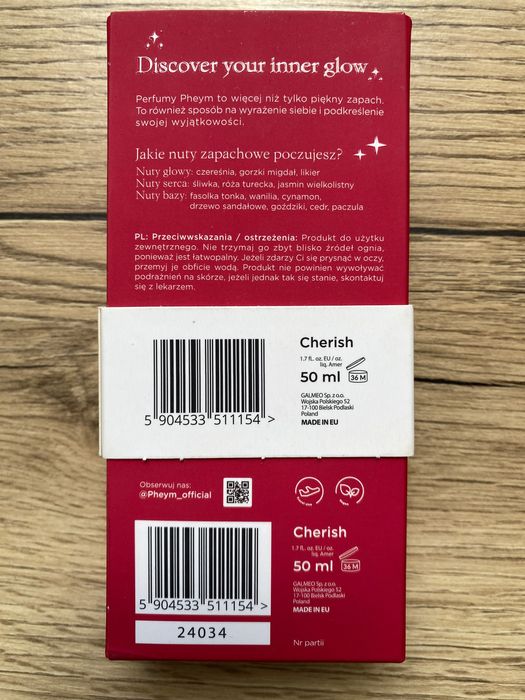 Discover your inner glow
Perfumy Pheym to więcej niż tylko piękny zapach.
To również sposób na wyrażenie siebie i podkreślenie
swojej wyjątkowości.
Jakie nuty zapachowe poczujesz?
Nuty głowy: czereśnia, gorzki migdał, likier
Nuty serca: śliwka, róża turecka, jasmin wielkolistny
Nuty bazy: fasolka tonka, wanilia, cynamon,
drzewo sandałowe, goździki, cedr, paczula
PL: Przeciwwskazania / ostrzeżenia: Produkt do użytku
zewnętrznego. Nie trzymaj go zbyt blisko źródeł ognia,
ponieważ jest łatwopalny. Jeżeli zdarzy Ci się prysnąć w oczy,
przemyj je obficie wodą. Produkt nie powinien wywoływać
podrażnień na skórze, jeżeli jednak tak się stanie, skontaktuj
się z lekarzem.
Cherish
1.7 fl. oz. EU / oz.
liq. Amer
50 ml 36 M
GALMEO Sp. z o.o.
Wojska Polskiego 52
17-100 Bielsk Podlaski
Poland
MADE IN EU
5 904533 511154 >
Obserwuj nas:
@Pheym_official
Cherish
1.7 fl. oz. EU / oz.
liq. Amer
50 ml 36 M
GALMEO Sp. z o.o.
Wojska Polskiego 52
17-100 Bielsk Podlaski
Poland
MADE IN EU
5 904533 511154 >
24034
Nr partii